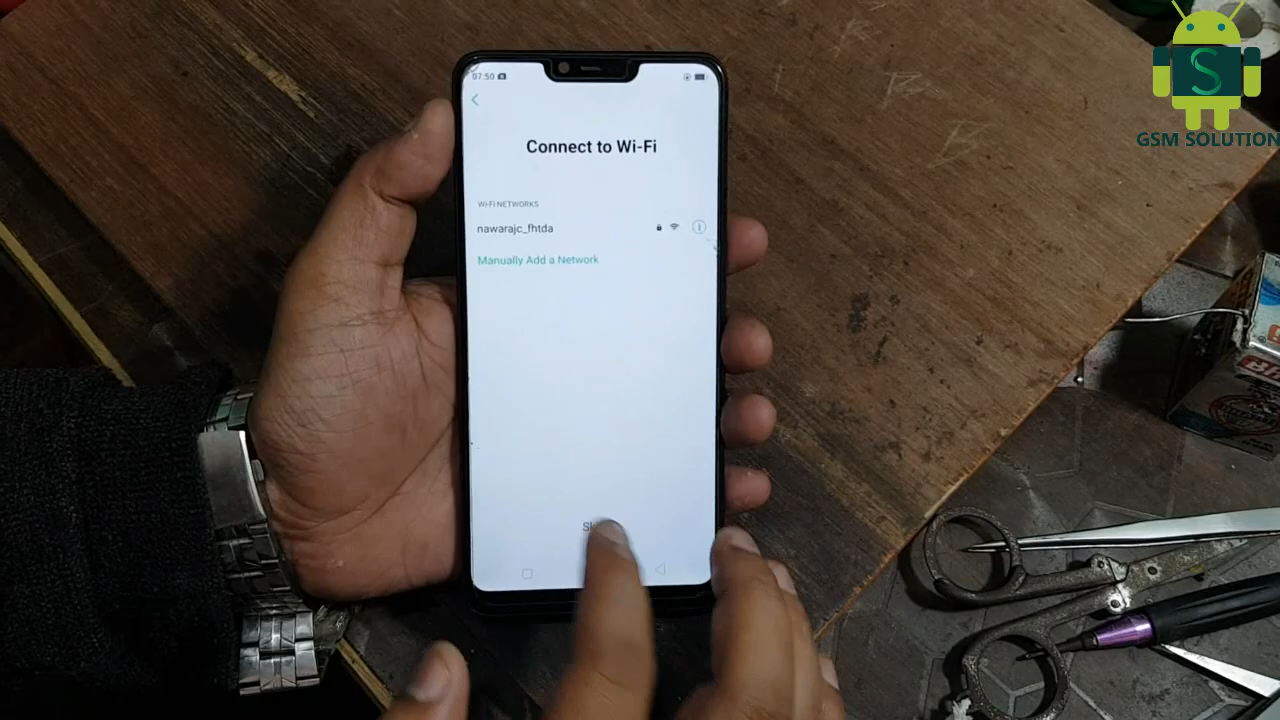 07:50
Connect to Wi-Fi
WI-FI NETWORKS
nawarajc_fhtda
Manually Add a Network
S
GSM SOLUTION